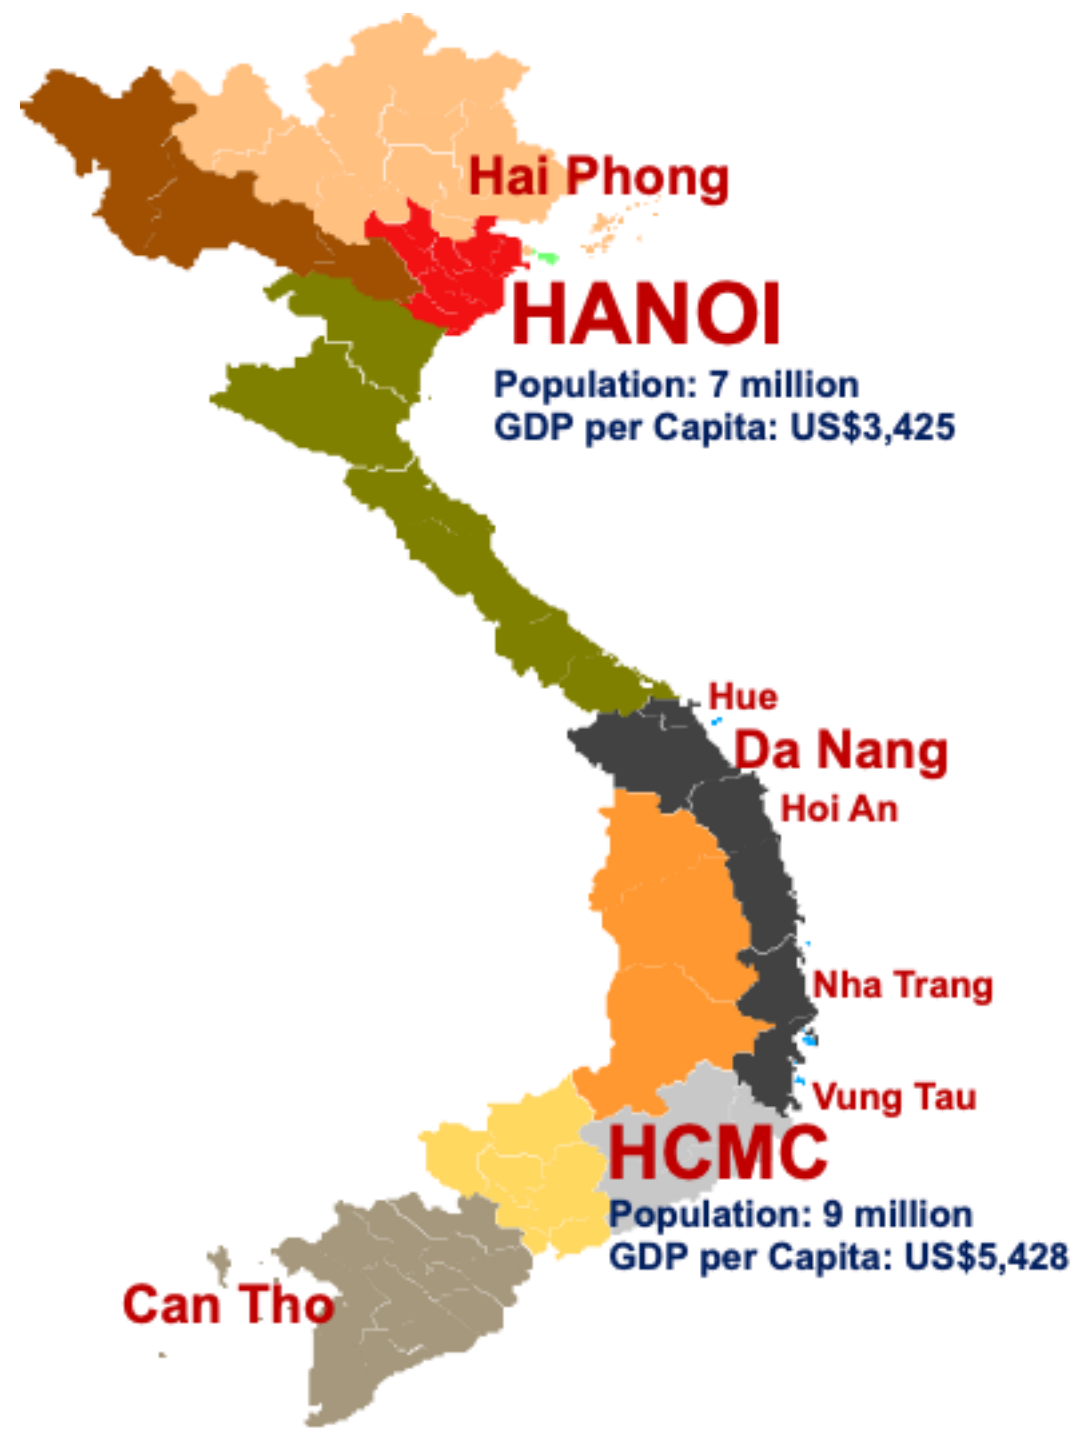 Hai Phong
HANOI
Population: 7 million
GDP per Capita: US$3,425
Hue
Da Nang
Hoi An
Nha Trang
Vung Tau
HCMC
Population: 9 million
GDP per Capita: US$5,428
Can Tho